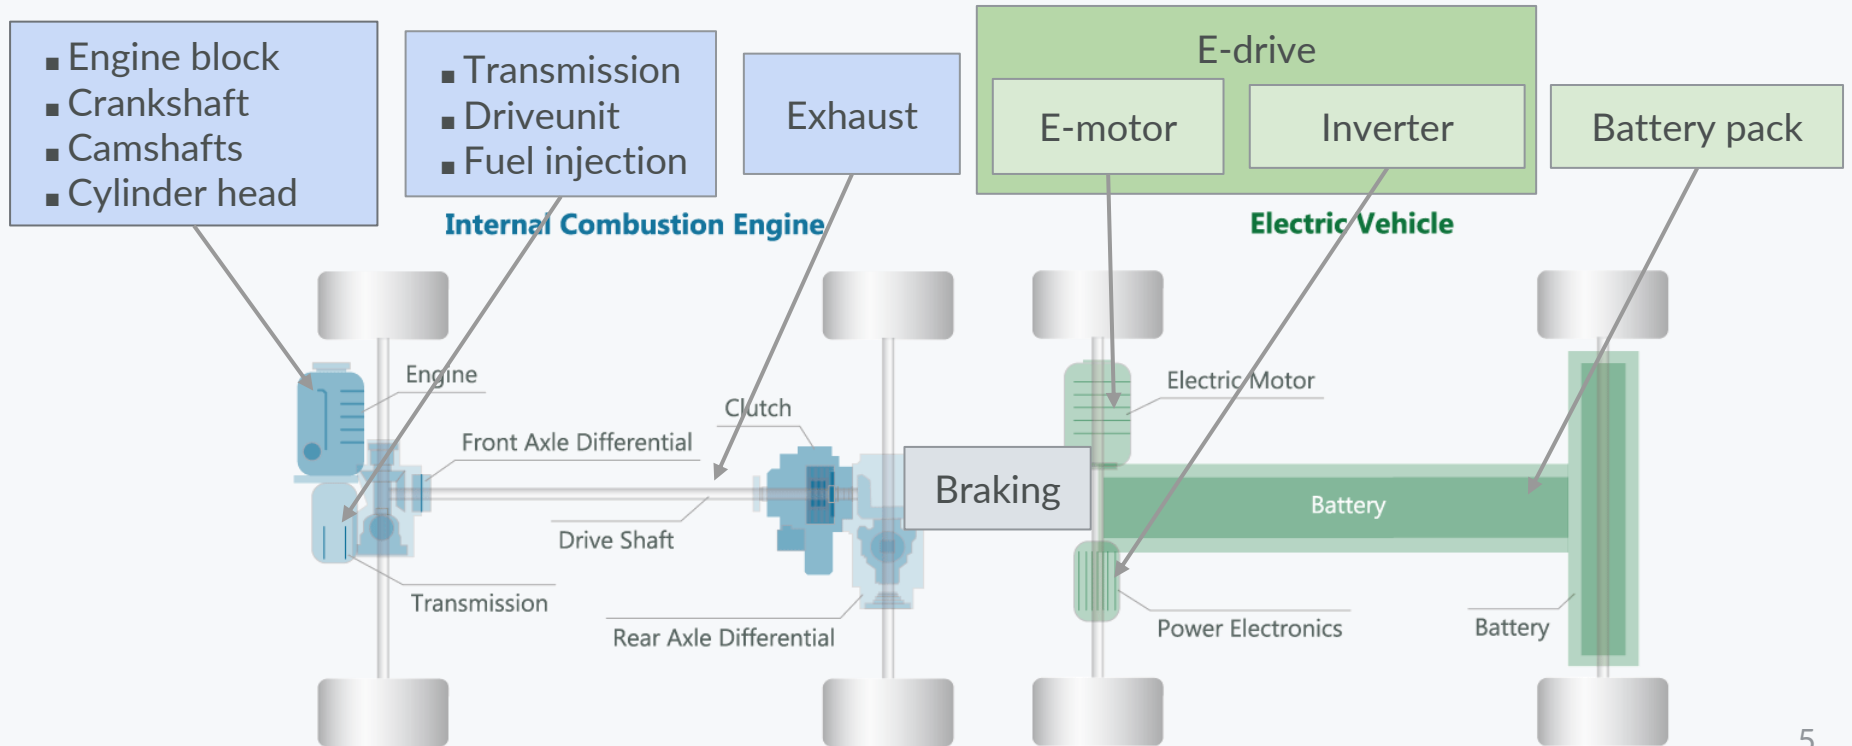 ▪ Engine block
▪ Crankshaft
▪ Camshafts
▪ Cylinder head
▪ Transmission
▪ Driveunit
▪ Fuel injection
Exhaust
E-drive
E-motor
Inverter
Battery pack
Internal Combustion Engine
Electric Vehicle
Engine
Clutch
Front Axle Differential
Drive Shaft
Transmission
Rear Axle Differential
Braking
Electric Motor
Battery
Power Electronics
Battery
5